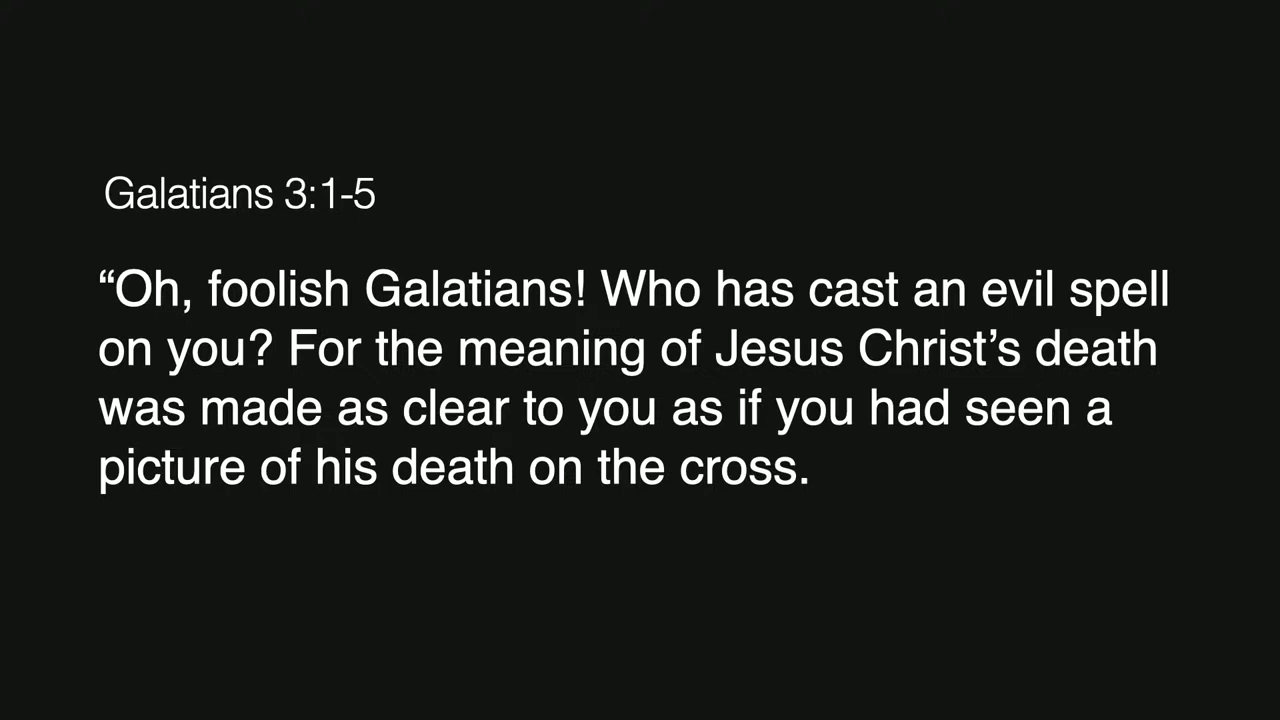 Galatians 3:1-5
“Oh, foolish Galatians! Who has cast an evil spell
on you? For the meaning of Jesus Christ’s death
was made as clear to you as if you had seen a
picture of his death on the cross.